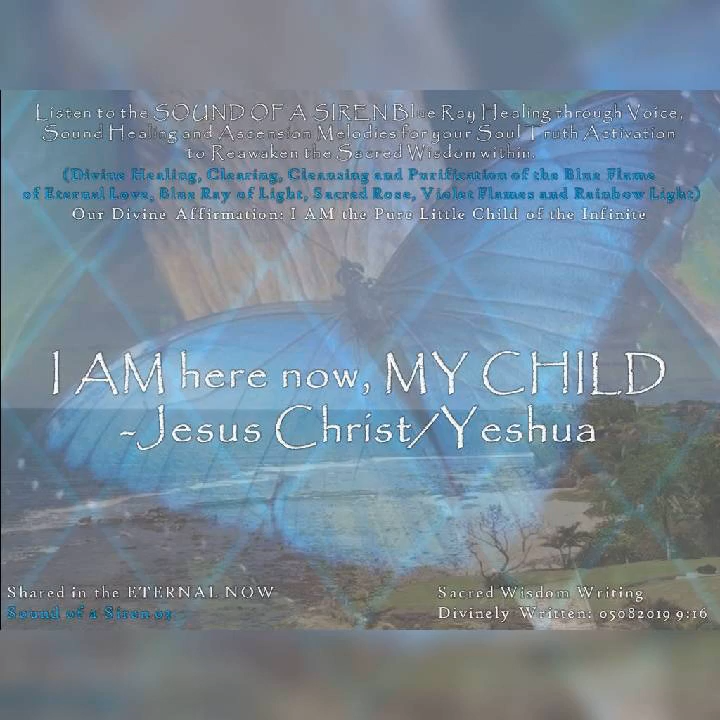 Listen to the SOUND OF A SIREN Blue Ray Healing through Voice,
Sound Healing and Ascension Melodies for your Soul Truth Activation
to Reawaken the Sacred Wisdom within.
(Divine Healing, Clearing, Cleansing and Purification of the Blue Flame
of Eternal Love, Blue Ray of Light, Sacred Rose, Violet Flames and Rainbow Light)
Our Divine Affirmation: I AM the Pure Little Child of the Infinite
I AM here now, MY CHILD
~Jesus Christ/Yeshua
Shared in the ETERNAL NOW
Sound of a Siren 03
Sacred Wisdom Writing
Divinely Written: 05082019 9:16